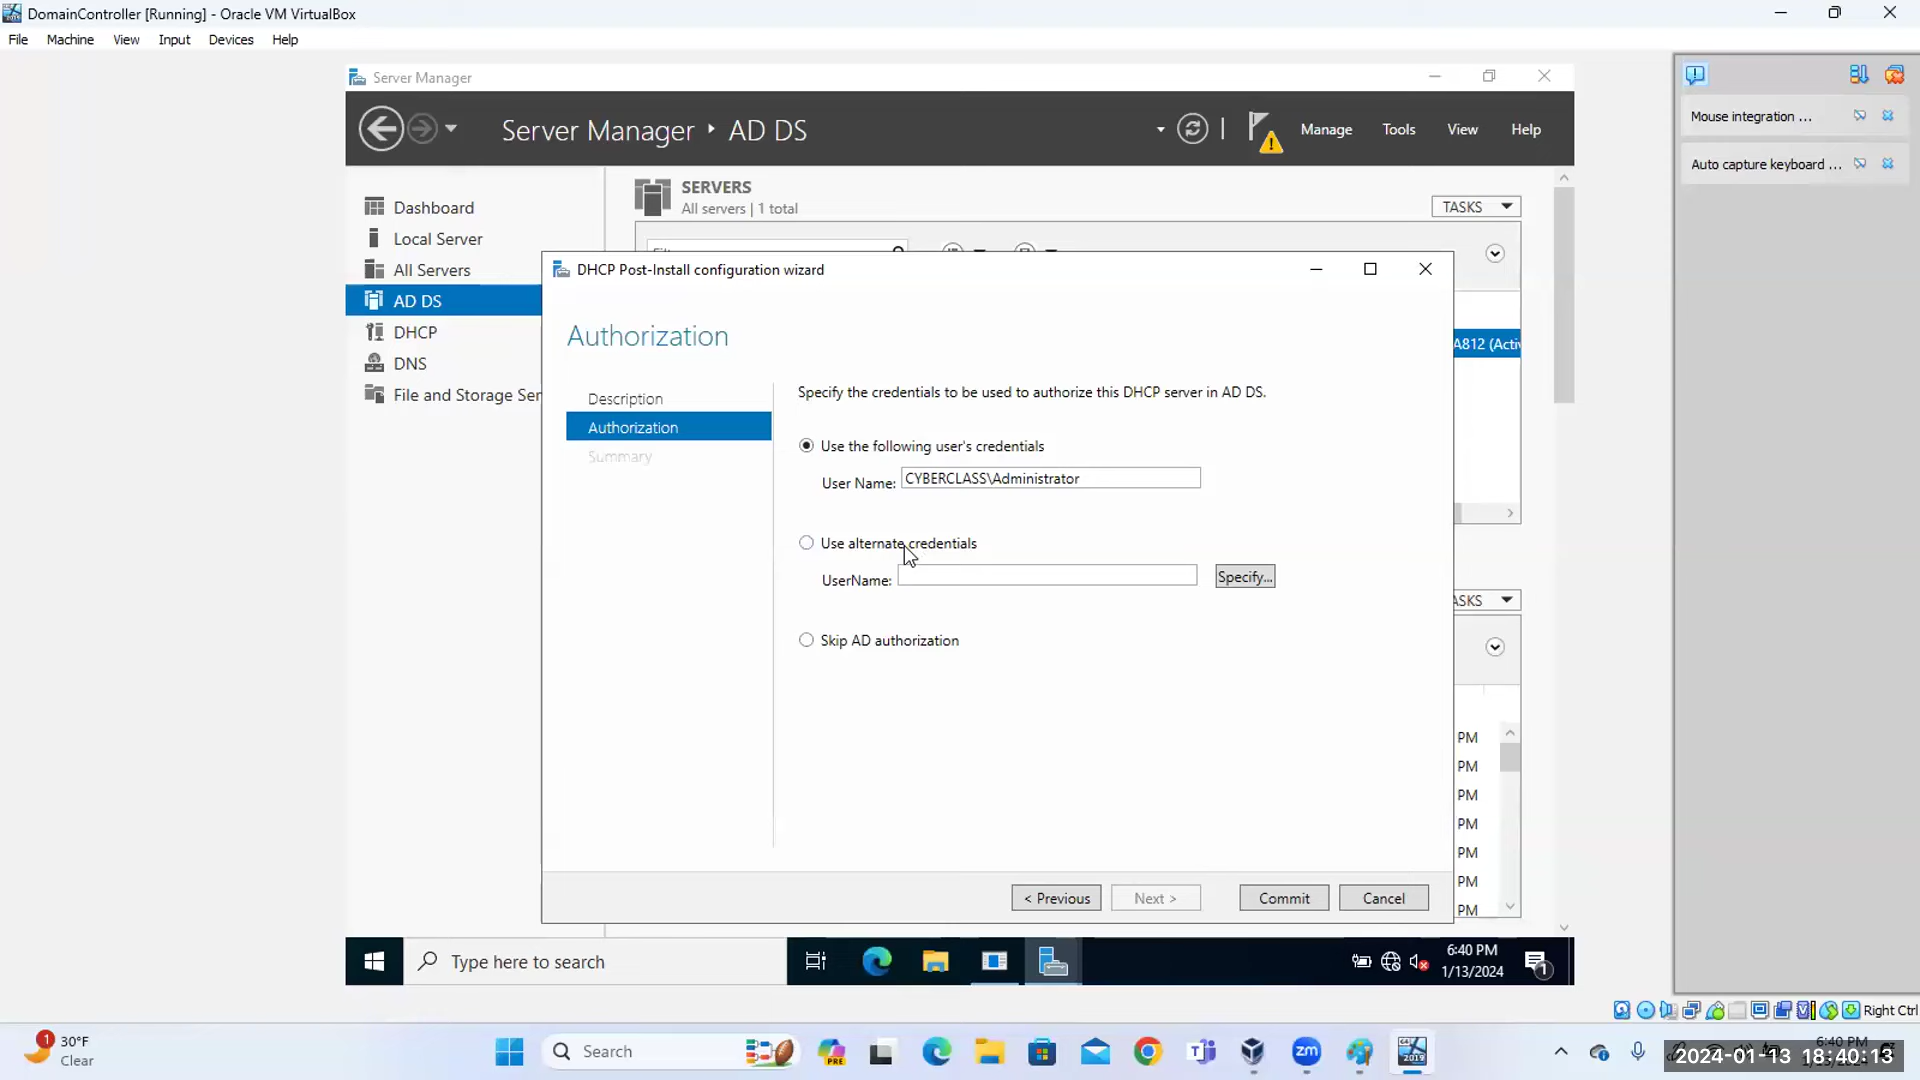 DomainController [Running] - Oracle VM VirtualBox
File Machine View Input Devices Help
Server Manager
Server Manager AD DS
Manage Tools View Help
Mouse integration ...
Auto capture keyboard ...
Dashboard
Local Server
All Servers
AD DS
DHCP
DNS
File and Storage Ser
SERVERS
All servers | 1 total
TASKS
A812 (Activ
DHCP Post-Install configuration wizard
Authorization
Description
Authorization
Summary
Specify the credentials to be used to authorize this DHCP server in AD DS.
Use the following user's credentials
User Name: CYBERCLASS\Administrator
Use alternate credentials
UserName:
Specify...
Skip AD authorization
ASKS
PM
PM
PM
PM
PM
PM
PM
< Previous Next > Commit Cancel
Type here to search
6:40 PM
1/13/2024
1
Right Ctrl
1
30°F
Clear
Search
PRE
zm
2019
2024-01-13 18:40:13